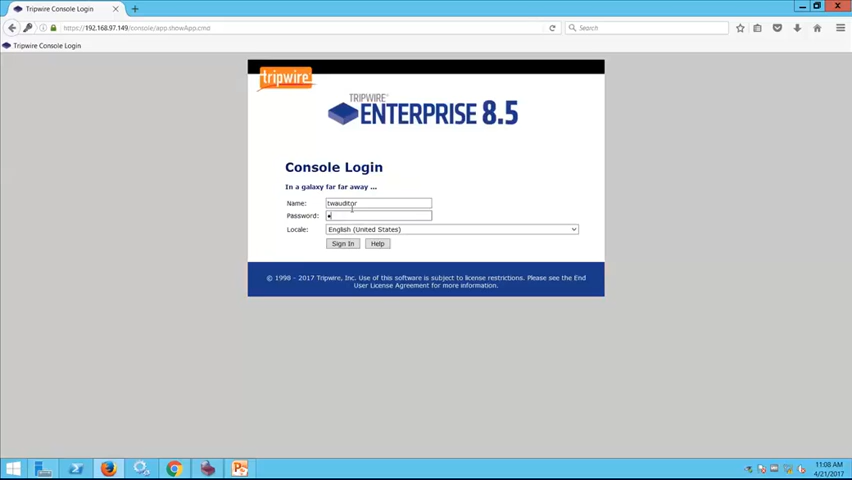 Tripwire Console Login
https://192.168.97.149/console/app.showApp.cmd
Search
Tripwire Console Login
tripwire
TRIPWIRE
ENTERPRISE 8.5
Console Login
In a galaxy far far away ...
Name: twauditor
Password:
Locale: English (United States)
Sign In Help
© 1998 - 2017 Tripwire, Inc. Use of this software is subject to license restrictions. Please see the End
User License Agreement for more information.
11:08 AM
4/21/2017